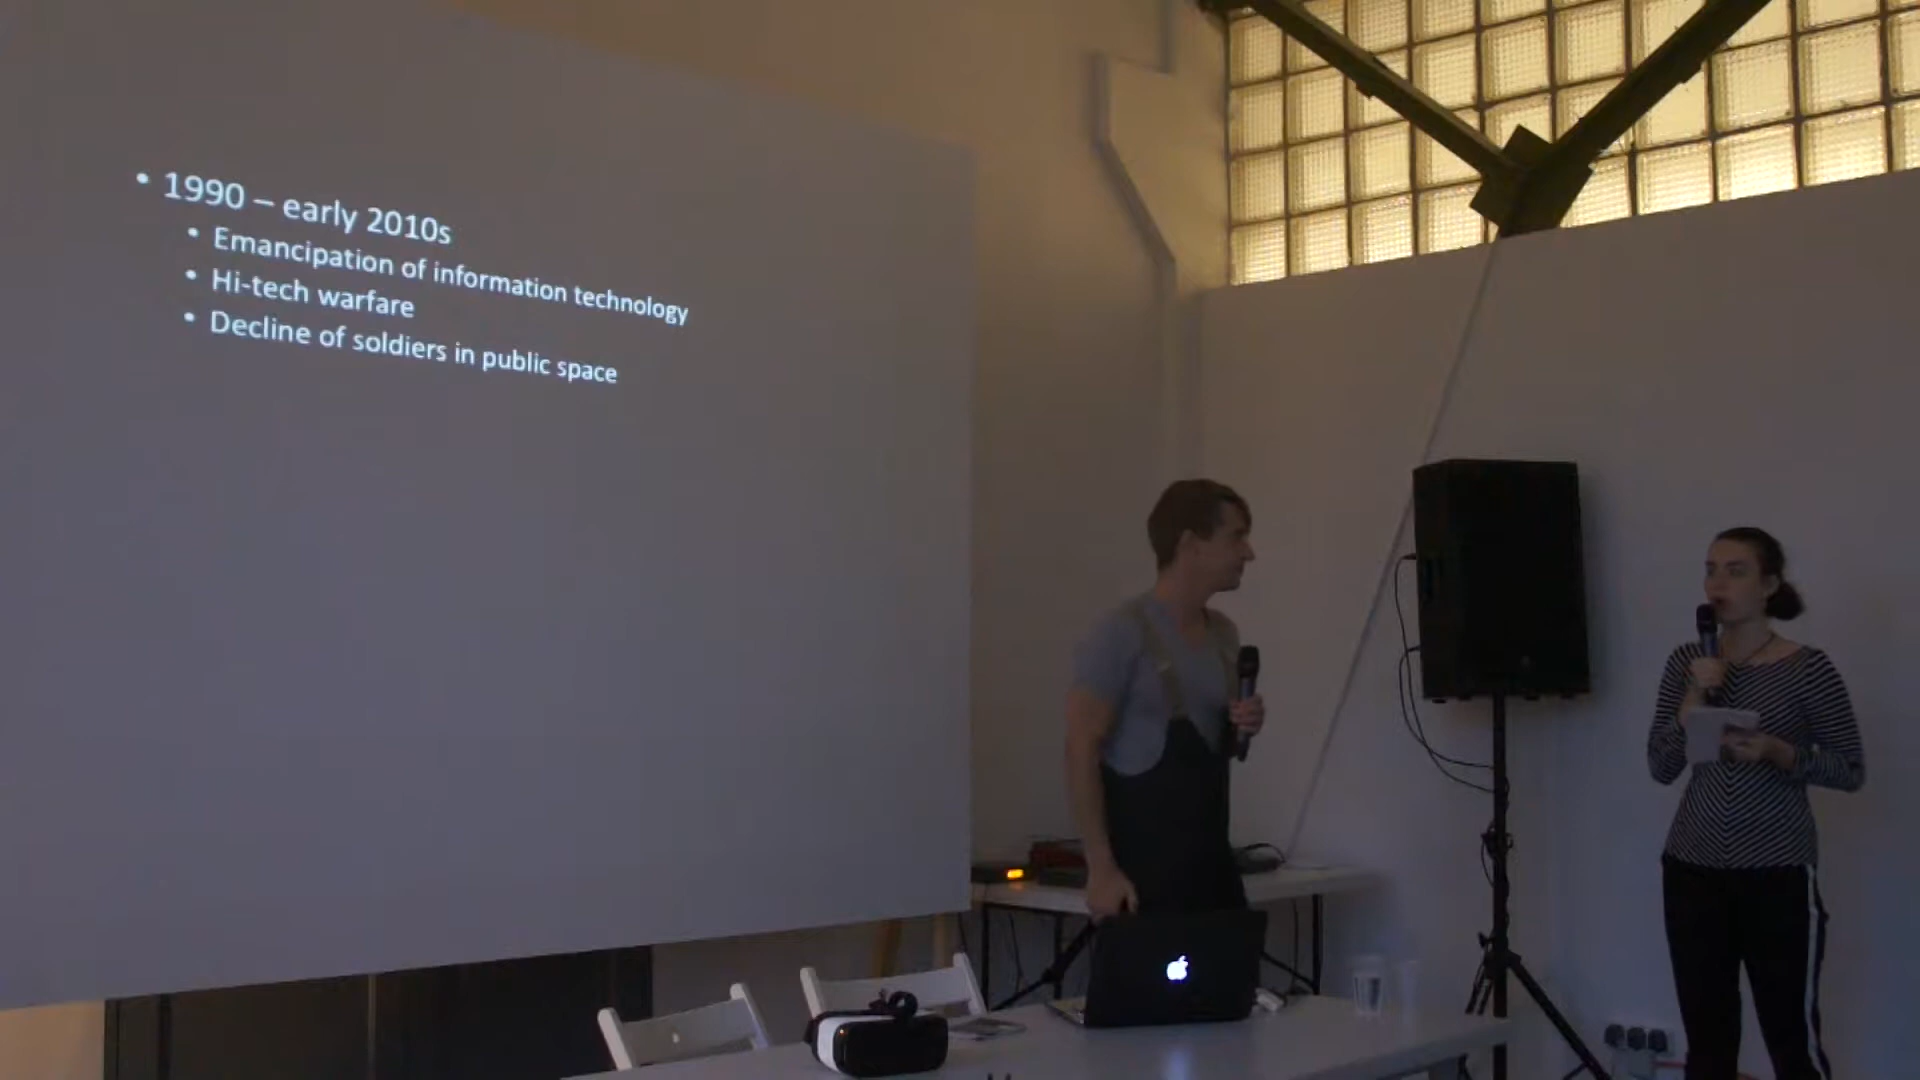 • 1990 – early 2010s
• Emancipation of information technology
• Hi-tech warfare
• Decline of soldiers in public space